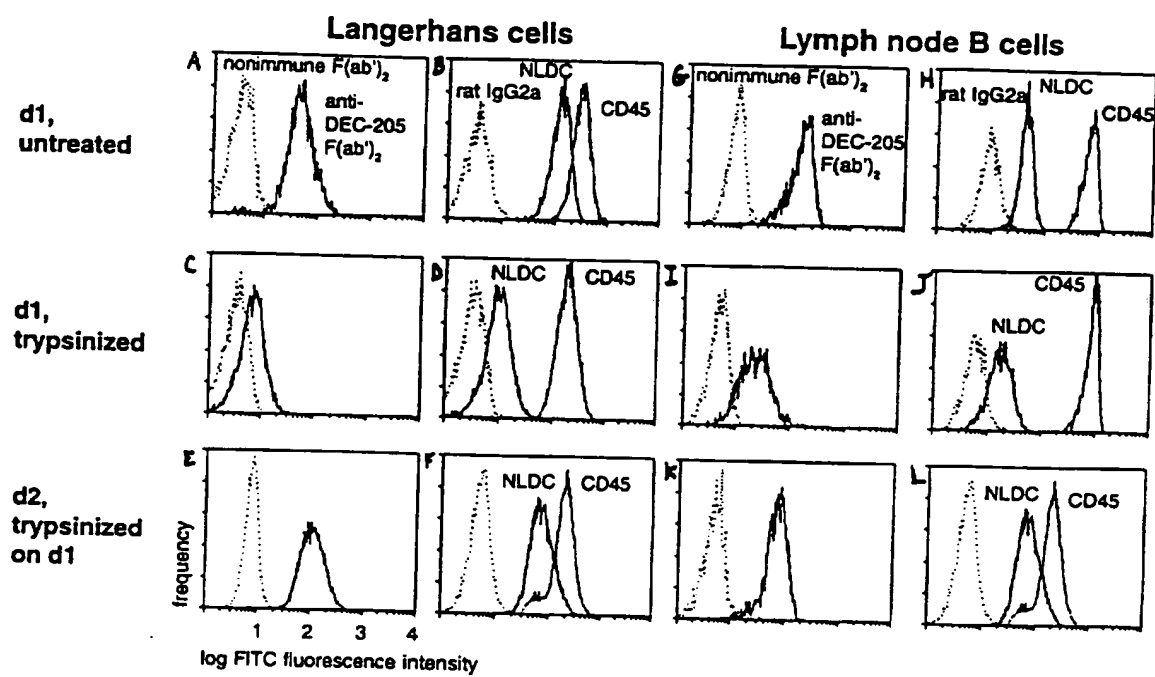 Langerhans cells
Lymph node B cells
d1,
untreated
A
nonimmune F(ab')₂
anti-
DEC-205
F(ab')₂
B
NLDC
rat IgG2a
CD45
G
nonimmune F(ab')₂
anti-
DEC-205
F(ab')₂
H
rat IgG2a
NLDC
CD45
d1,
trypsinized
C
D
NLDC
CD45
I
J
CD45
NLDC
d2,
trypsinized
on d1
E
F
NLDC
CD45
K
L
NLDC
CD45
frequency
1 2 3 4
log FITC fluorescence intensity